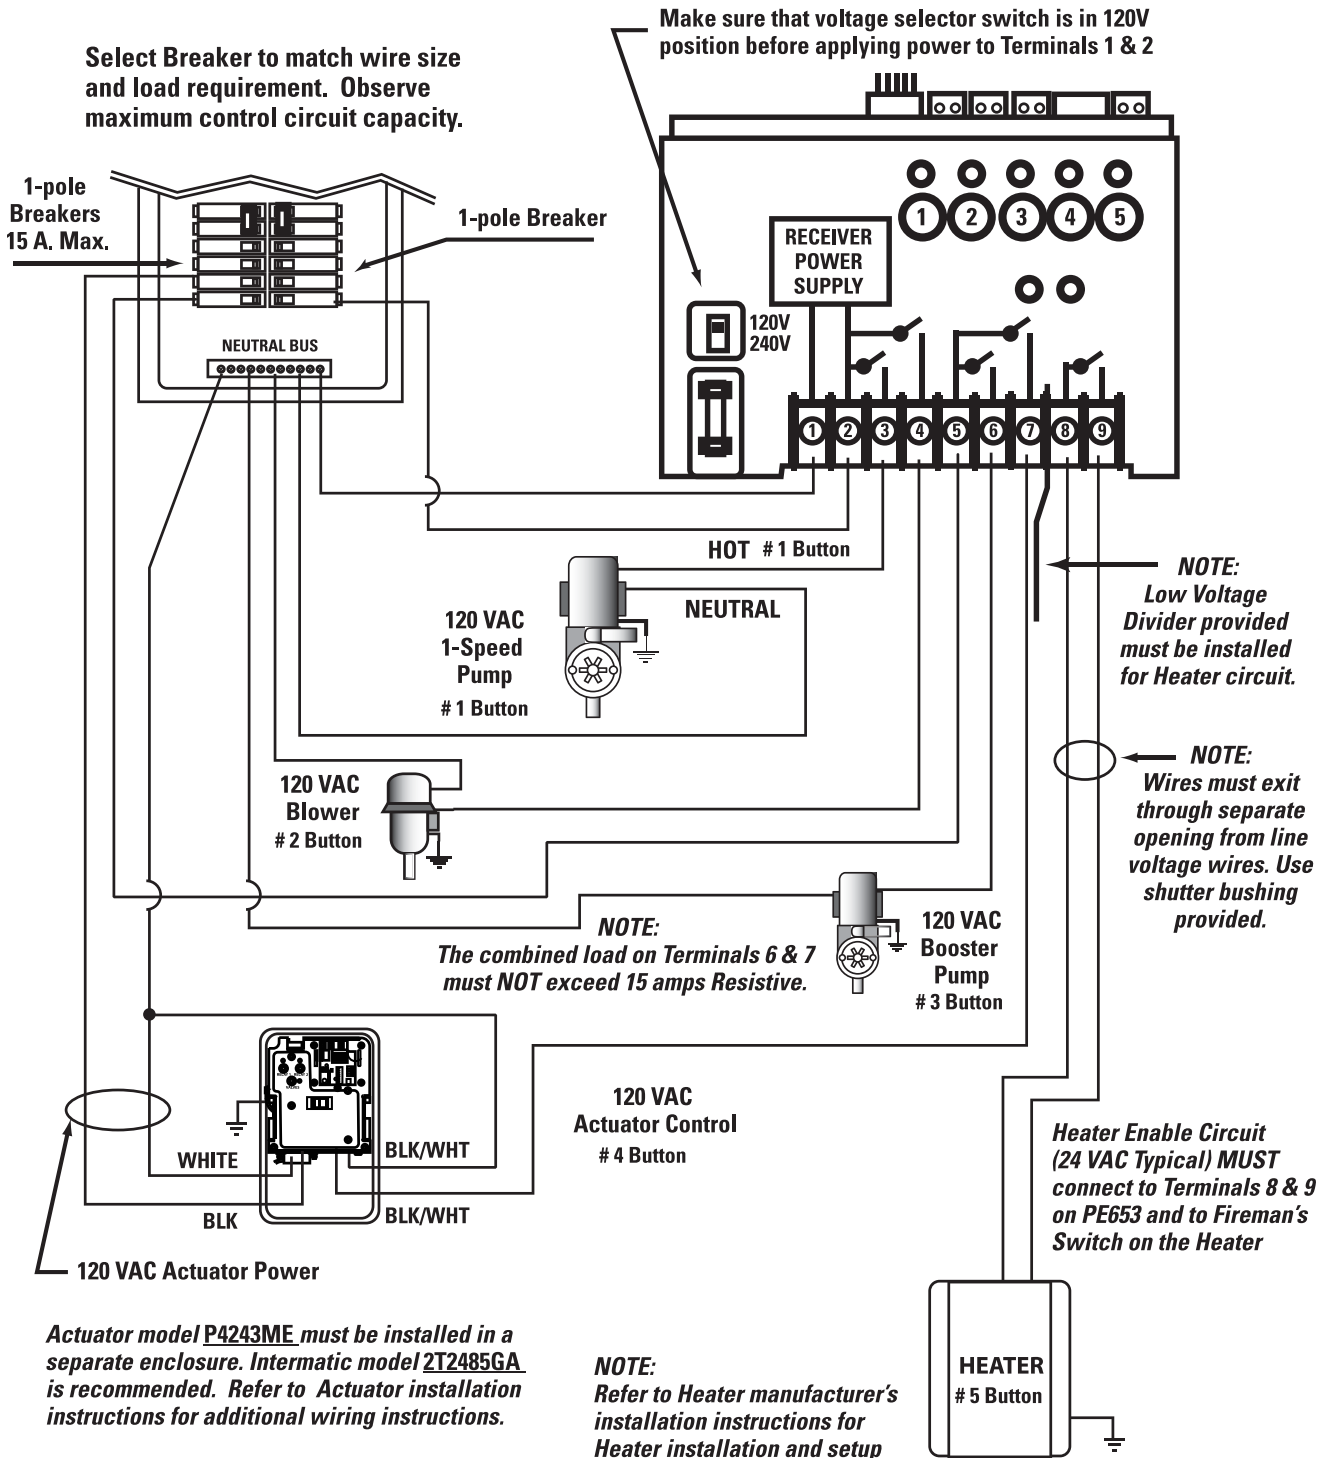 Make sure that voltage selector switch is in 120V
position before applying power to Terminals 1 & 2
Select Breaker to match wire size
and load requirement. Observe
maximum control circuit capacity.
1-pole
Breakers
15 A. Max.
1-pole Breaker
NEUTRAL BUS
1 2 3 4 5
RECEIVER
POWER
SUPPLY
120V
240V
1 2 3 4 5 6 7 8 9
HOT # 1 Button
NEUTRAL
120 VAC
1-Speed
Pump
# 1 Button
NOTE:
Low Voltage
Divider provided
must be installed
for Heater circuit.
NOTE:
Wires must exit
through separate
opening from line
voltage wires. Use
shutter bushing
provided.
120 VAC
Blower
# 2 Button
NOTE:
The combined load on Terminals 6 & 7
must NOT exceed 15 amps Resistive.
120 VAC
Booster
Pump
# 3 Button
120 VAC
Actuator Control
# 4 Button
WHITE
BLK/WHT
BLK
BLK/WHT
120 VAC Actuator Power
Heater Enable Circuit
(24 VAC Typical) MUST
connect to Terminals 8 & 9
on PE653 and to Fireman's
Switch on the Heater
Actuator model P4243ME must be installed in a
separate enclosure. Intermatic model 2T2485GA
is recommended. Refer to Actuator installation
instructions for additional wiring instructions.
NOTE:
Refer to Heater manufacturer's
installation instructions for
Heater installation and setup
HEATER
# 5 Button